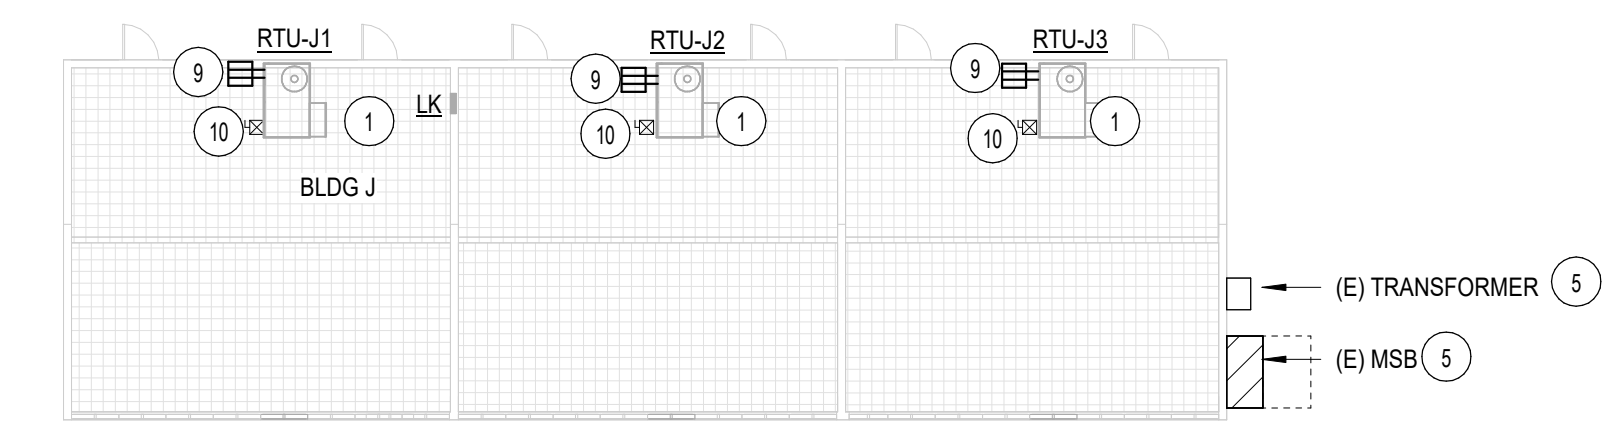 RTU-J1
RTU-J2
RTU-J3
9
9
9
LK
10
1
10
1
10
1
BLDG J
(E) TRANSFORMER 5
(E) MSB 5